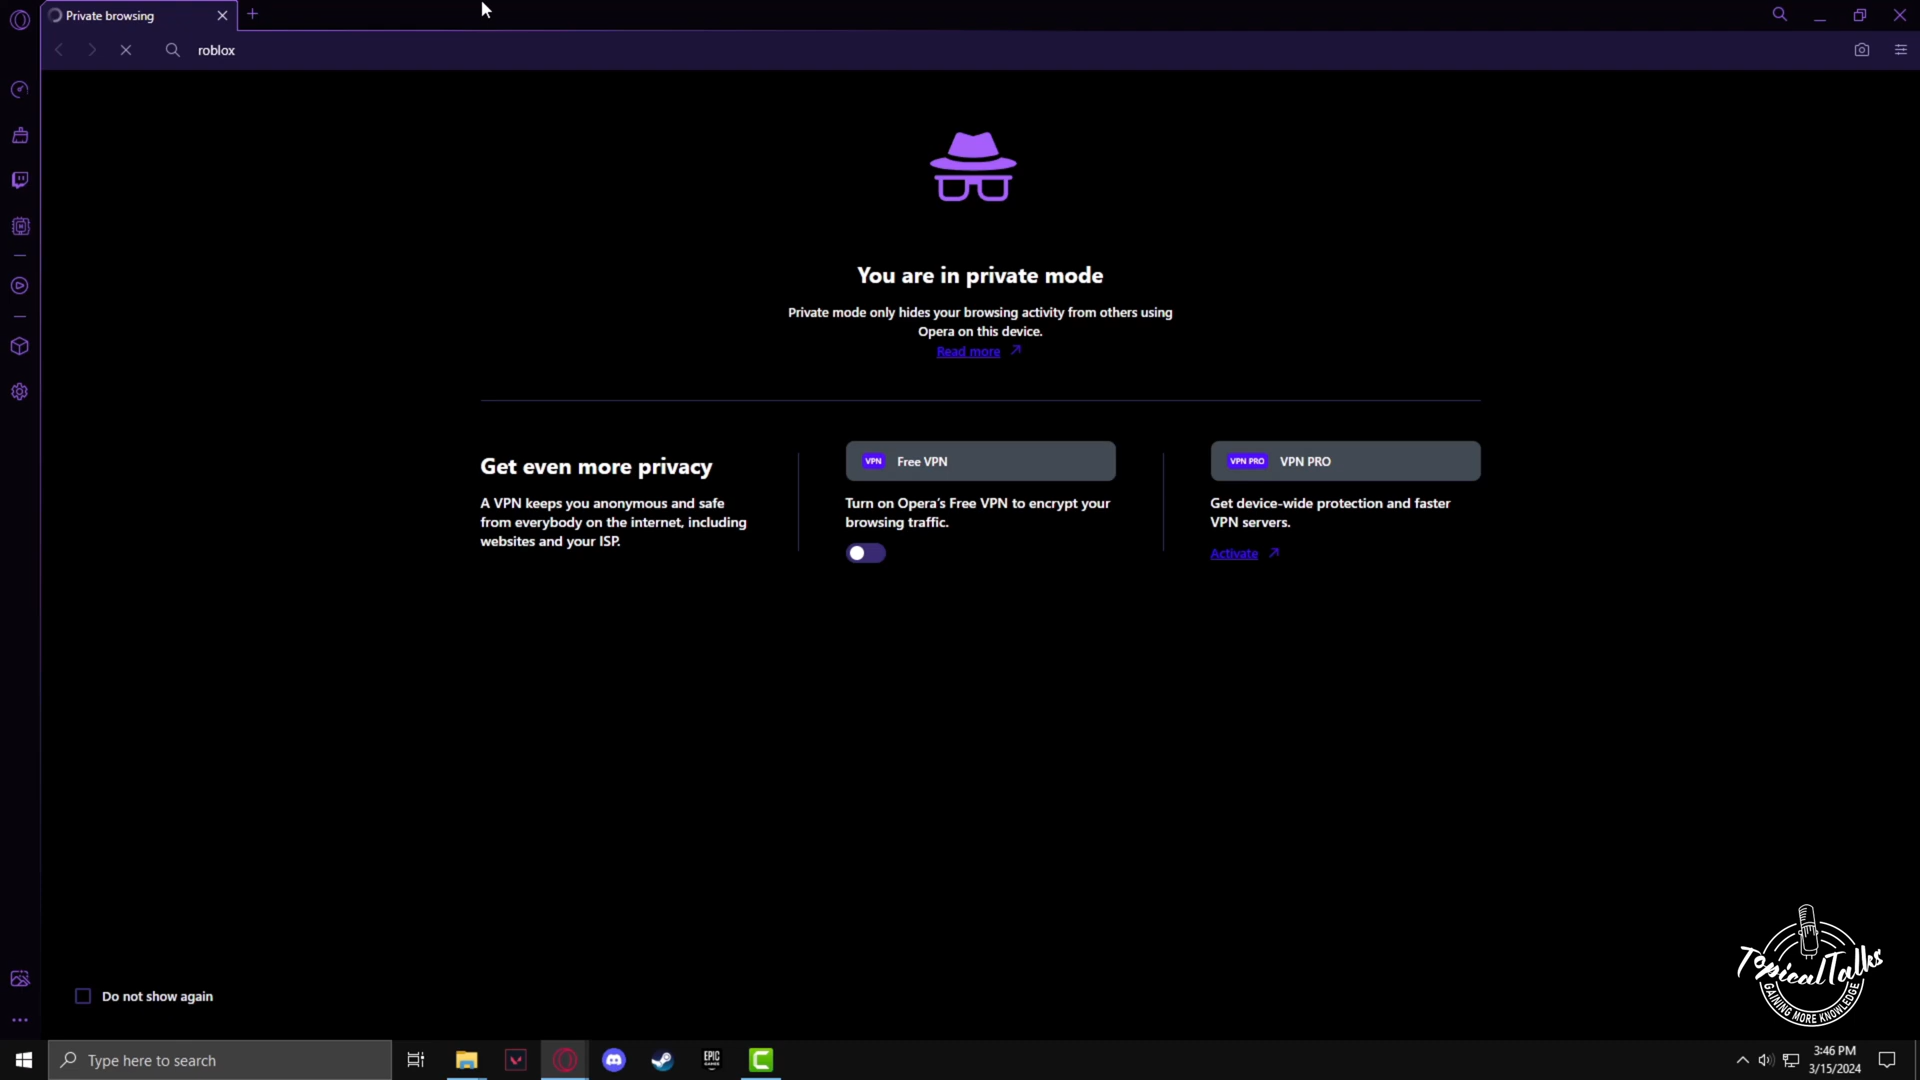 Private browsing
roblox
You are in private mode
Private mode only hides your browsing activity from others using
Opera on this device.
Read more
Get even more privacy
A VPN keeps you anonymous and safe
from everybody on the internet, including
websites and your ISP.
VPN Free VPN
Turn on Opera's Free VPN to encrypt your
browsing traffic.
VPN PRO VPN PRO
Get device-wide protection and faster
VPN servers.
Activate
Do not show again
TopicalTalks
GAINING MORE KNOWLEDGE
Type here to search
EPIC
GAMES
3:46 PM
3/15/2024